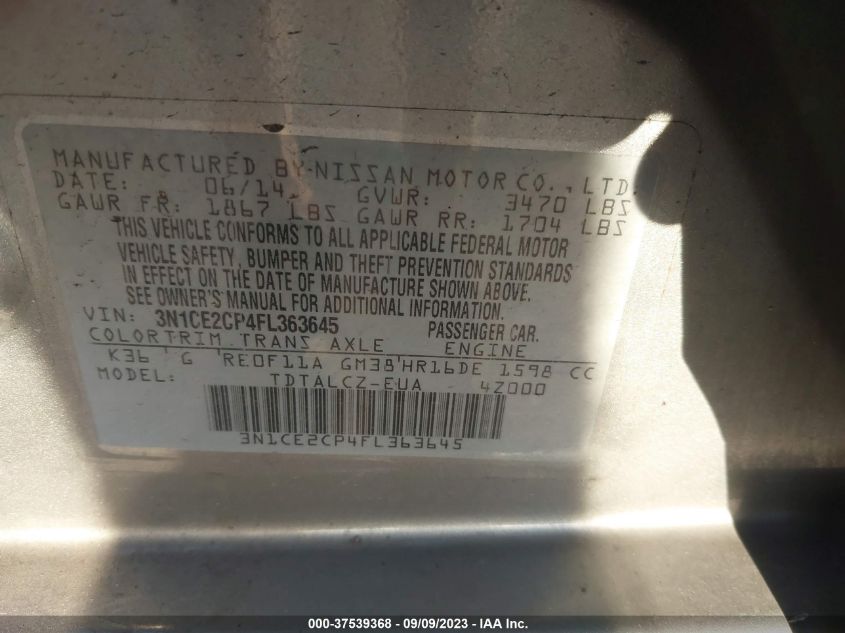 MANUFACTURED BY-NISSAN MOTOR CO., LTD.
DATE: 06/14 GVWR: 3470 LBS
GAWR FR: 1867 LBS GAWR RR: 1704 LBS
THIS VEHICLE CONFORMS TO ALL APPLICABLE FEDERAL MOTOR
VEHICLE SAFETY, BUMPER AND THEFT PREVENTION STANDARDS
IN EFFECT ON THE DATE OF MANUFACTURE SHOWN ABOVE.
SEE OWNER'S MANUAL FOR ADDITIONAL INFORMATION.
VIN: 3N1CE2CP4FL363645 PASSENGER CAR.
COLOR TRIM TRANS AXLE ENGINE
K36 G RE0F11A GM38 HR16DE 1598 CC
MODEL: TDTALCZ-EUA 4Z000
3N1CE2CP4FL363645
000-37539368 - 09/09/2023 - IAA Inc.